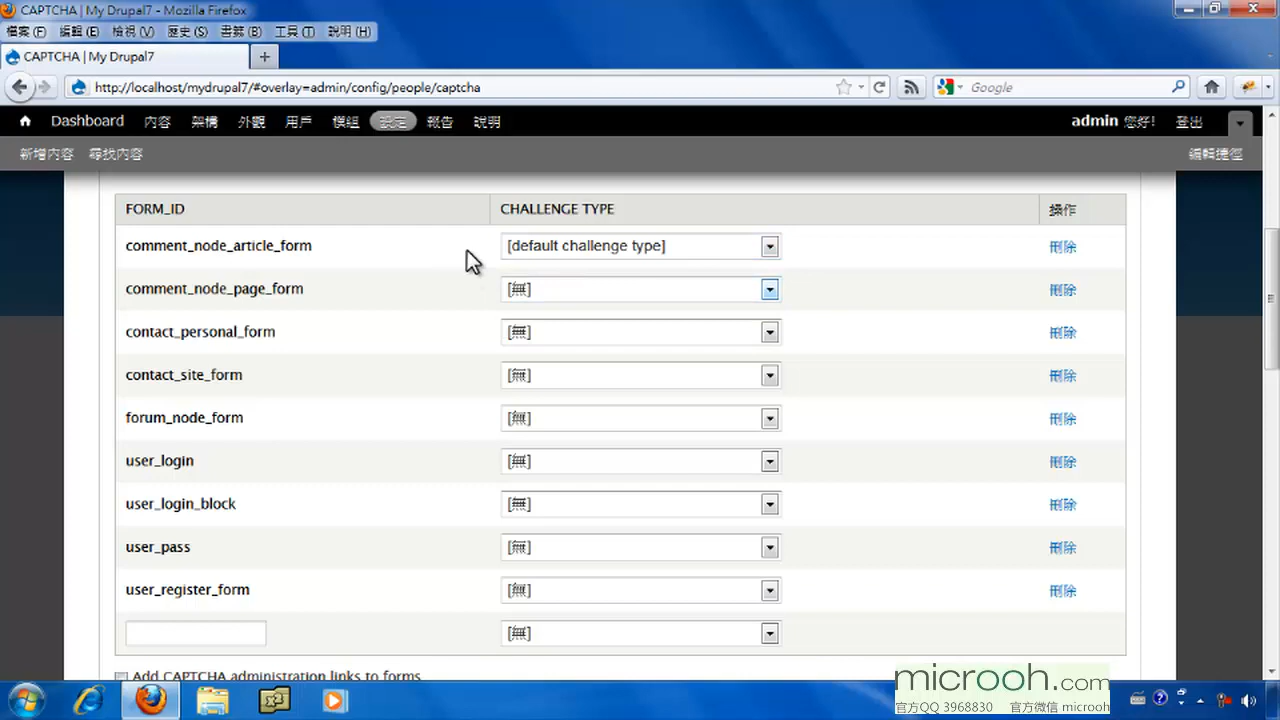 CAPTCHA | My Drupal7 - Mozilla Firefox
檔案(F) 編輯(E) 檢視(V) 歷史(S) 書籤(B) 工具(T) 說明(H)
CAPTCHA | My Drupal7
http://localhost/mydrupal7/#overlay=admin/config/people/captcha
Google
Dashboard 內容 架構 外觀 用戶 模組 設定 報告 說明 admin 您好! 登出
新增內容 尋找內容 編輯捷徑
FORM_ID CHALLENGE TYPE 操作
comment_node_article_form [default challenge type] 刪除
comment_node_page_form [無] 刪除
contact_personal_form [無] 刪除
contact_site_form [無] 刪除
forum_node_form [無] 刪除
user_login [無] 刪除
user_login_block [無] 刪除
user_pass [無] 刪除
user_register_form [無] 刪除
[無]
Add CAPTCHA administration links to forms
microoh.com
官方QQ 3968830 官方微信 microoh